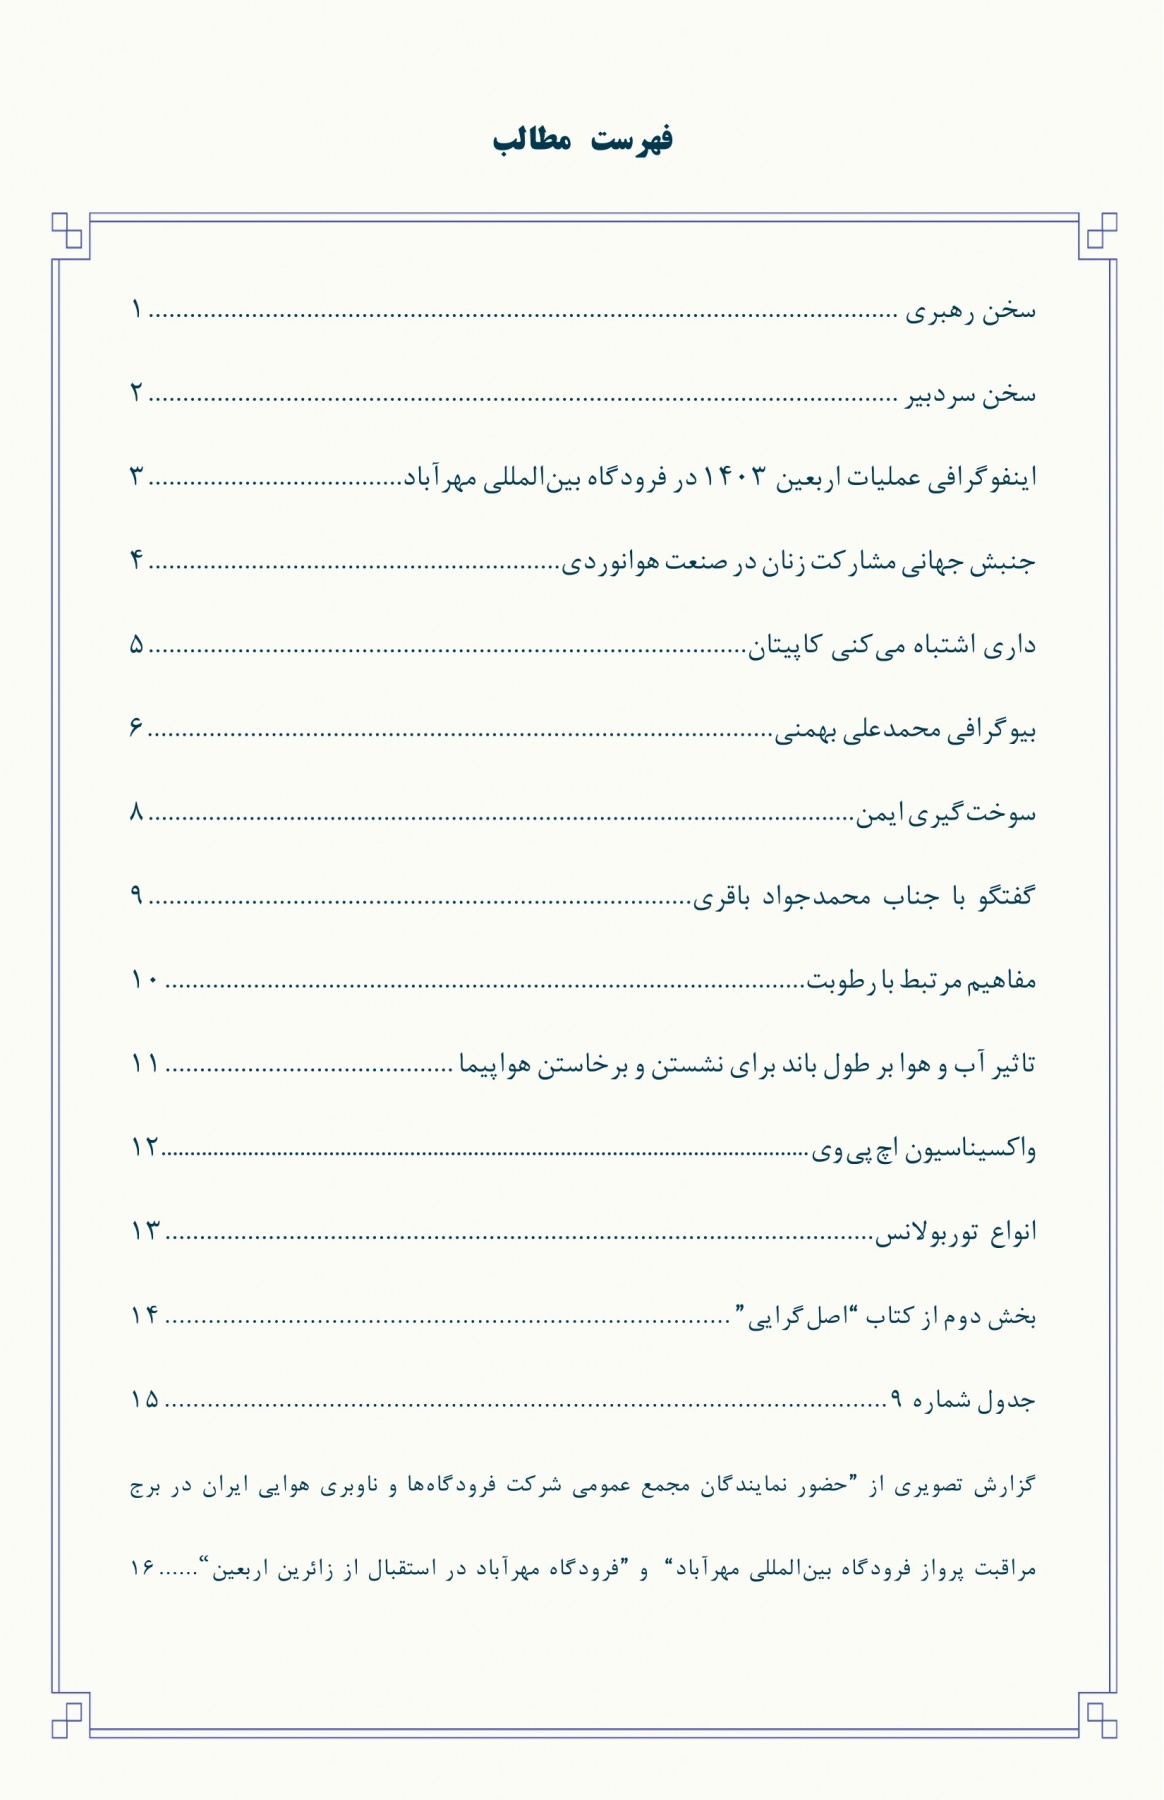 فهرست مطالب
سخن رهبری ........................................................................................................ ۱
سخن سردبیر ........................................................................................................ ۲
اینفوگرافی عملیات اربعین ۱۴۰۳ در فرودگاه بین‌المللی مهرآباد..................................... ۳
جنبش جهانی مشارکت زنان در صنعت هوانوردی............................................................ ۴
داری اشتباه می‌کنی کاپیتان....................................................................................... ۵
بیوگرافی محمدعلی بهمنی........................................................................................... ۶
سوخت‌گیری ایمن...................................................................................................... ۸
گفتگو با جناب محمدجواد باقری............................................................................... ۹
مفاهیم مرتبط با رطوبت............................................................................................. ۱۰
تاثیر آب و هوا بر طول باند برای نشستن و برخاستن هواپیما .......................................... ۱۱
واکسیناسیون اچ‌پی‌وی...............................................................................................۱۲
انواع توربولانس....................................................................................................... ۱۳
بخش دوم از کتاب “اصل‌گرایی”............................................................................... ۱۴
جدول شماره ۹..................................................................................................... ۱۵
گزارش تصویری از ”حضور نمایندگان مجمع عمومی شرکت فرودگاه‌ها و ناوبری هوایی ایران در برج
مراقبت پرواز فرودگاه بین‌المللی مهرآباد“ و ”فرودگاه مهرآباد در استقبال از زائرین اربعین“......۱۶